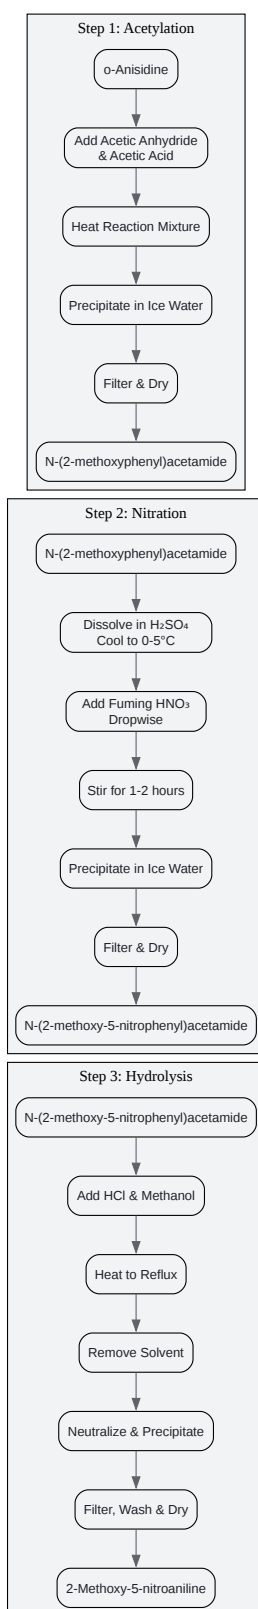 Step 1: Acetylation
o-Anisidine
Add Acetic Anhydride
& Acetic Acid
Heat Reaction Mixture
Precipitate in Ice Water
Filter & Dry
N-(2-methoxyphenyl)acetamide
Step 2: Nitration
N-(2-methoxyphenyl)acetamide
Dissolve in H₂SO₄
Cool to 0-5°C
Add Fuming HNO₃
Dropwise
Stir for 1-2 hours
Precipitate in Ice Water
Filter & Dry
N-(2-methoxy-5-nitrophenyl)acetamide
Step 3: Hydrolysis
N-(2-methoxy-5-nitrophenyl)acetamide
Add HCl & Methanol
Heat to Reflux
Remove Solvent
Neutralize & Precipitate
Filter, Wash & Dry
2-Methoxy-5-nitroaniline